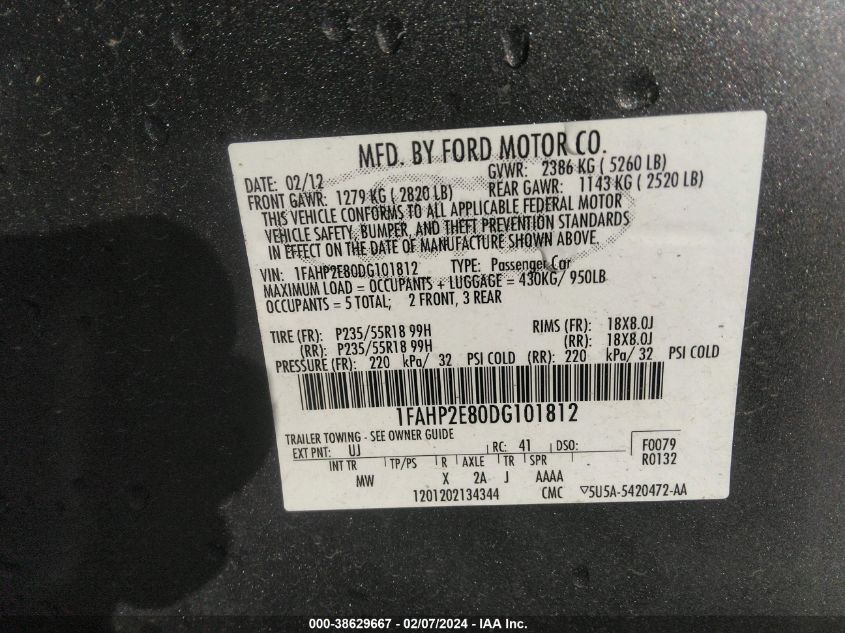 MFD. BY FORD MOTOR CO.
DATE: 02/12 GVWR: 2386 KG ( 5260 LB)
FRONT GAWR: 1279 KG ( 2820 LB) REAR GAWR: 1143 KG ( 2520 LB)
THIS VEHICLE CONFORMS TO ALL APPLICABLE FEDERAL MOTOR
VEHICLE SAFETY, BUMPER, AND THEFT PREVENTION STANDARDS
IN EFFECT ON THE DATE OF MANUFACTURE SHOWN ABOVE.
VIN: 1FAHP2E80DG101812 TYPE: Passenger Car
MAXIMUM LOAD = OCCUPANTS + LUGGAGE = 430KG/ 950LB
OCCUPANTS = 5 TOTAL; 2 FRONT, 3 REAR
TIRE (FR): P235/55R18 99H RIMS (FR): 18X8.0J
(RR): P235/55R18 99H (RR): 18X8.0J
PRESSURE (FR): 220 kPa/ 32 PSI COLD (RR): 220 kPa/ 32 PSI COLD
1FAHP2E80DG101812
TRAILER TOWING - SEE OWNER GUIDE
EXT PNT: UJ RC: 41 DSO: F0079
INT TR TP/PS R AXLE TR SPR R0132
MW X 2A J AAAA
1201202134344 CMC ▽5U5A-5420472-AA
000-38629667 - 02/07/2024 - IAA Inc.